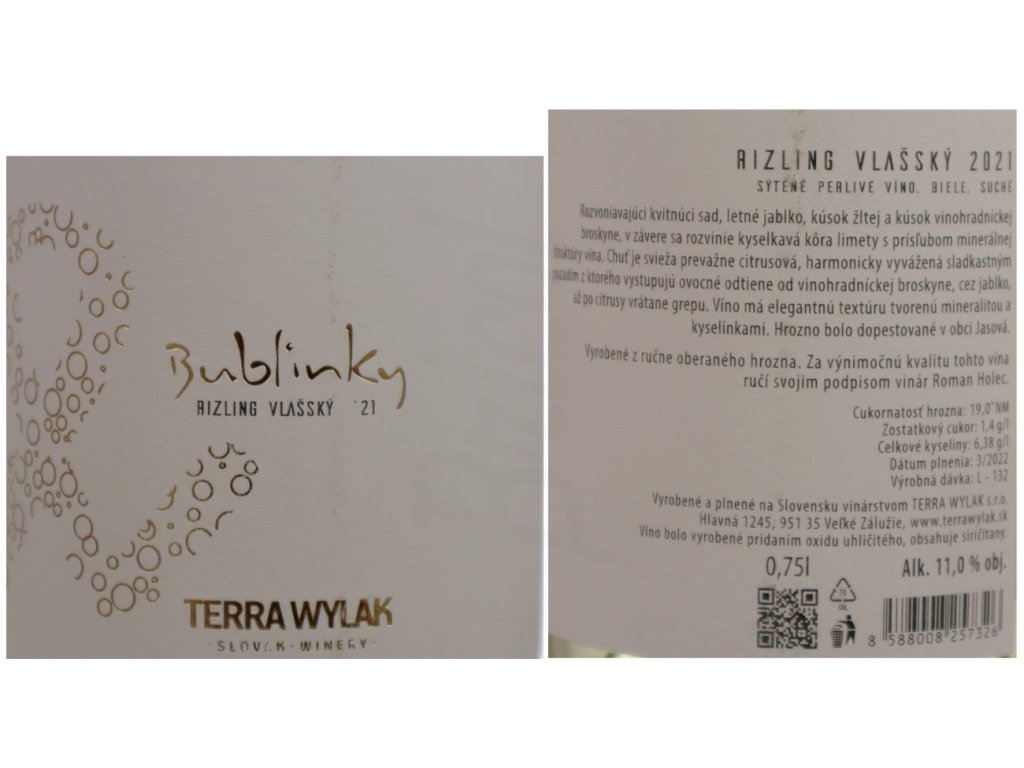 Bublinky
RIZLING VLAŠSKÝ '21
TERRA WYLAK
· SLOVAK · WINERY ·
RIZLING VLAŠSKÝ 2021
SÝTENÉ PERLIVÉ VÍNO, BIELE, SUCHÉ
Rozvoniavajúci kvitnúci sad, letné jablko, kúsok žltej a kúsok vinohradníckej
broskyne, v závere sa rozvinie kyselkavá kôra limety s prísľubom minerálnej
štruktúry vína. Chuť je svieža prevažne citrusová, harmonicky vyvážená sladkastným
pozadím z ktorého vystupujú ovocné odtiene od vinohradníckej broskyne, cez jablko,
až po citrusy vrátane grepu. Víno má elegantnú textúru tvorenú mineralitou a
kyselinkami. Hrozno bolo dopestované v obci Jasová.
Vyrobené z ručne oberaného hrozna. Za výnimočnú kvalitu tohto vína
ručí svojim podpisom vinár Roman Holec.
Cukornatosť hrozna: 19,0°NM
Zostatkový cukor: 1,4 g/l
Celkové kyseliny: 6,38 g/l
Dátum plnenia: 3/2022
Výrobná dávka: L - 132
Vyrobené a plnené na Slovensku vinárstvom TERRA WYLAK s.r.o.
Hlavná 1245, 951 35 Veľké Zálužie, www.terrawylak.sk
Víno bolo vyrobené pridaním oxidu uhličitého, obsahuje siričitany.
0,75l
Alk. 11,0 % obj.
70
GL
8 588008 257326